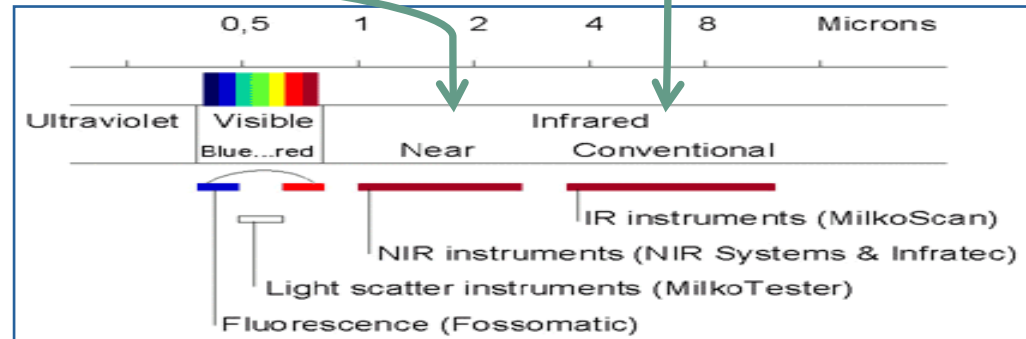 0,5 1 2 4 8 Microns
Ultraviolet Visible Infrared
Blue...red Near Conventional
IR instruments (MilkoScan)
NIR instruments (NIR Systems & Infratec)
Light scatter instruments (MilkoTester)
Fluorescence (Fossomatic)